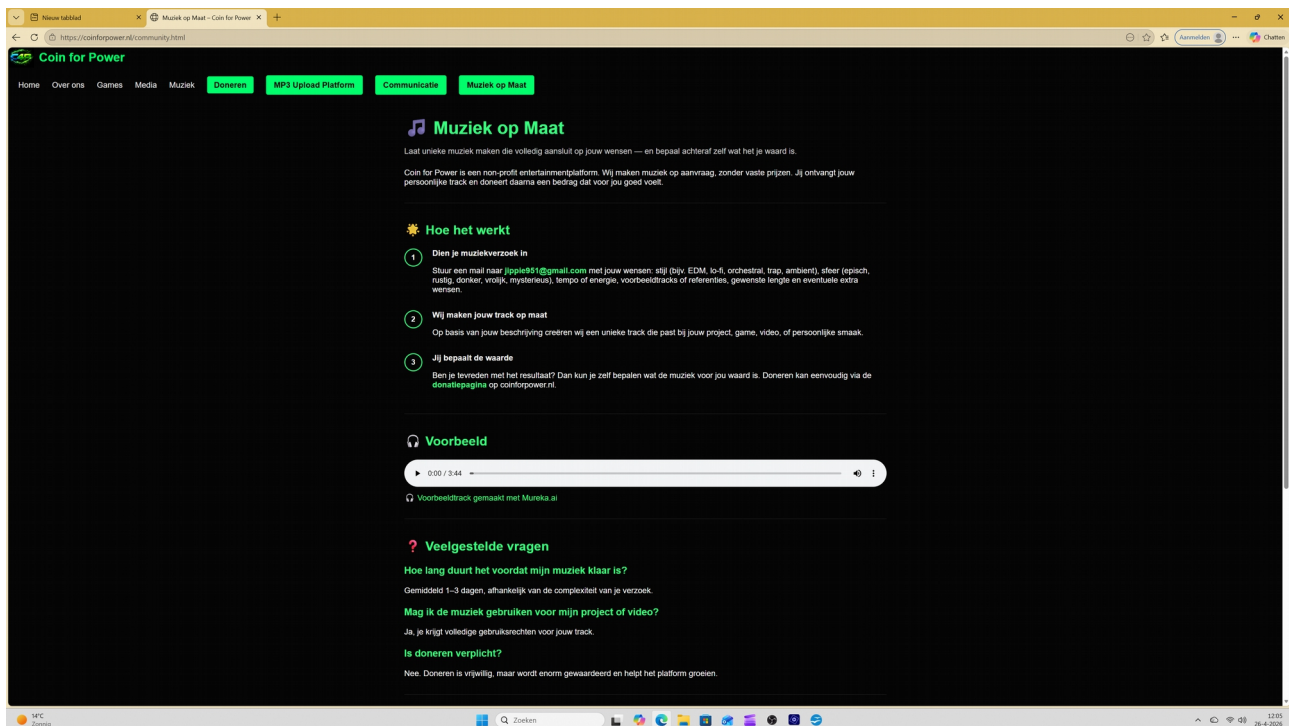 Nieuw tabblad
Muziek op Maat – Coin for Power
https://coinforpower.nl/community.html
Aanmelden
Chatten
C4P Coin for Power
Home Over ons Games Media Muziek Doneren MP3 Upload Platform Communicatie Muziek op Maat
Muziek op Maat
Laat unieke muziek maken die volledig aansluit op jouw wensen — en bepaal achteraf zelf wat het je waard is.
Coin for Power is een non-profit entertainmentplatform. Wij maken muziek op aanvraag, zonder vaste prijzen. Jij ontvangt jouw
persoonlijke track en doneert daarna een bedrag dat voor jou goed voelt.
Hoe het werkt
1 Dien je muziekverzoek in
Stuur een mail naar jippie951@gmail.com met jouw wensen: stijl (bijv. EDM, lo-fi, orchestral, trap, ambient), sfeer (episch,
rustig, donker, vrolijk, mysterieus), tempo of energie, voorbeeldtracks of referenties, gewenste lengte en eventuele extra
wensen.
2 Wij maken jouw track op maat
Op basis van jouw beschrijving creëren wij een unieke track die past bij jouw project, game, video, of persoonlijke smaak.
3 Jij bepaalt de waarde
Ben je tevreden met het resultaat? Dan kun je zelf bepalen wat de muziek voor jou waard is. Doneren kan eenvoudig via de
donatiepagina op coinforpower.nl.
Voorbeeld
0:00 / 3:44
Voorbeeldtrack gemaakt met Mureka.ai
Veelgestelde vragen
Hoe lang duurt het voordat mijn muziek klaar is?
Gemiddeld 1–3 dagen, afhankelijk van de complexiteit van je verzoek.
Mag ik de muziek gebruiken voor mijn project of video?
Ja, je krijgt volledige gebruiksrechten voor jouw track.
Is doneren verplicht?
Nee. Doneren is vrijwillig, maar wordt enorm gewaardeerd en helpt het platform groeien.
14°C
Zonnig
Zoeken
12:05
26-4-2026